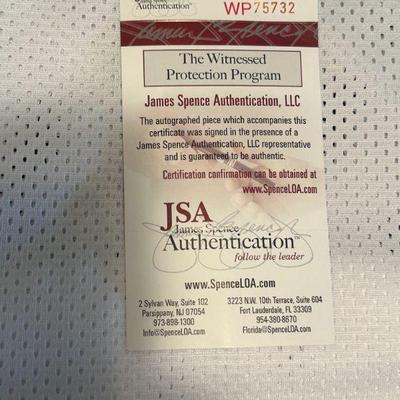 Authentication™ WP75732
The Witnessed
Protection Program
James Spence Authentication, LLC
The autographed piece which accompanies this
certificate was signed in the presence of a
James Spence Authentication, LLC representative
and is guaranteed to be authentic.
Certification confirmation can be obtained at
www.SpenceLOA.com
JSA
James Spence
Authentication™
follow the leader
www.SpenceLOA.com
2 Sylvan Way, Suite 102 3223 N.W. 10th Terrace, Suite 604
Parsippany, NJ 07054 Fort Lauderdale, FL 33309
973-898-1300 954-380-8670
Info@SpenceLOA.com Florida@SpenceLOA.com